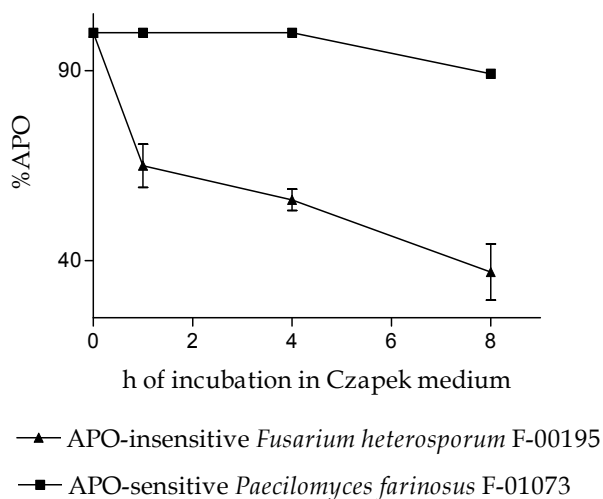 90
%APO
40
0 2 4 6 8
h of incubation in Czapek medium
APO-insensitive Fusarium heterosporum F-00195
APO-sensitive Paecilomyces farinosus F-01073